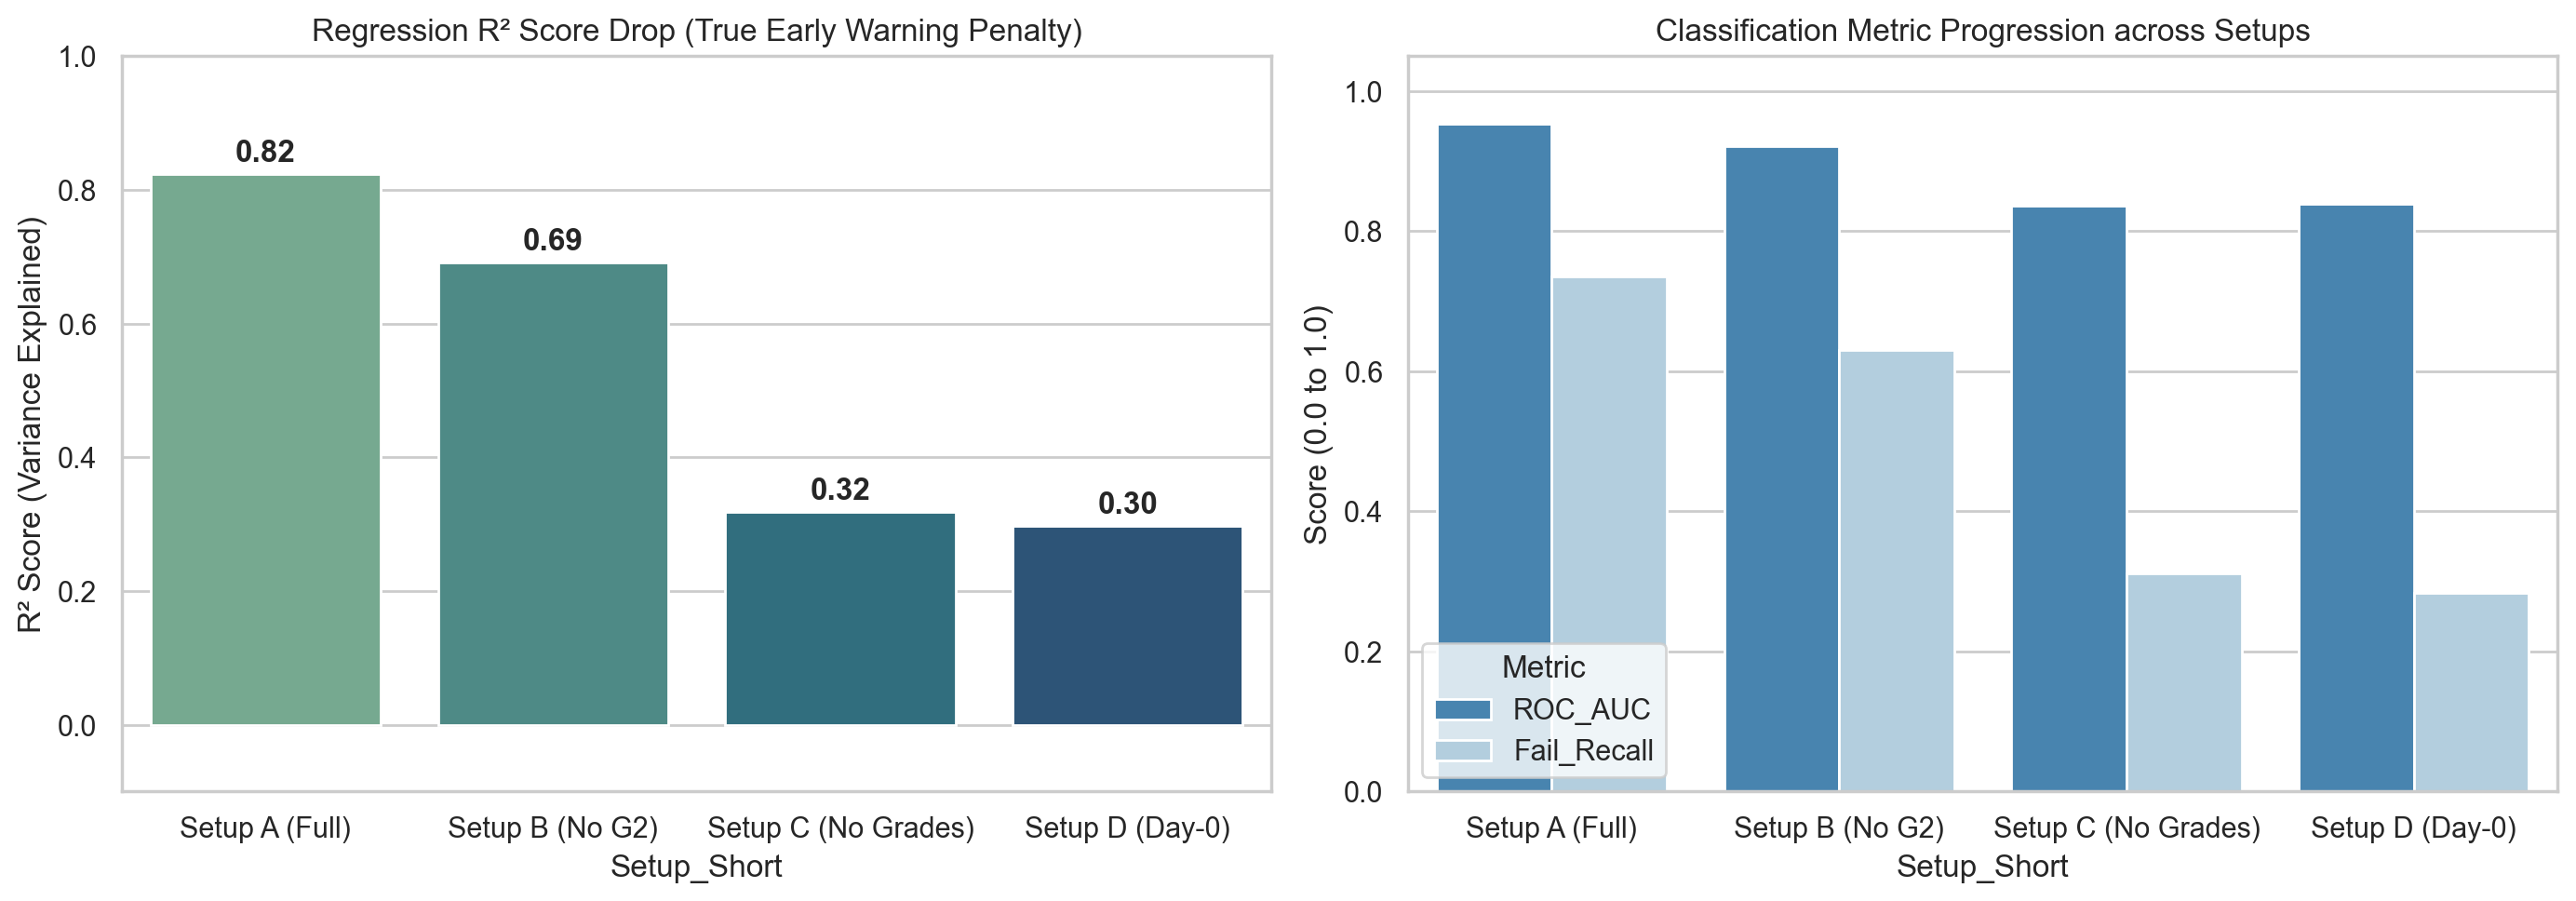 Regression R² Score Drop (True Early Warning Penalty)
R² Score (Variance Explained)
1.0
0.8
0.6
0.4
0.2
0.0
0.82
0.69
0.32
0.30
Setup A (Full)
Setup B (No G2)
Setup C (No Grades)
Setup D (Day-0)
Setup_Short
Classification Metric Progression across Setups
Score (0.0 to 1.0)
1.0
0.8
0.6
0.4
0.2
0.0
Metric
ROC_AUC
Fail_Recall
Setup A (Full)
Setup B (No G2)
Setup C (No Grades)
Setup D (Day-0)
Setup_Short